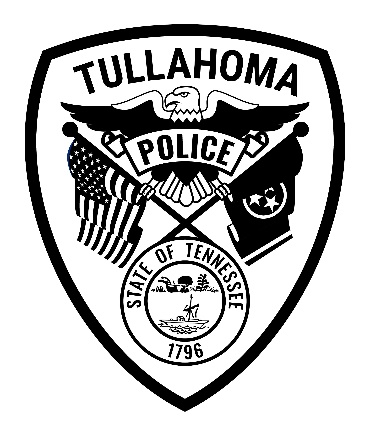 TULLAHOMA
POLICE
STATE OF TENNESSEE
1796